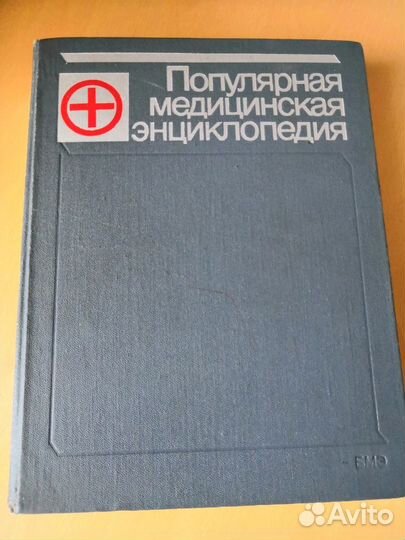 Популярная
медицинская
энциклопедия
БМЭ
Avito